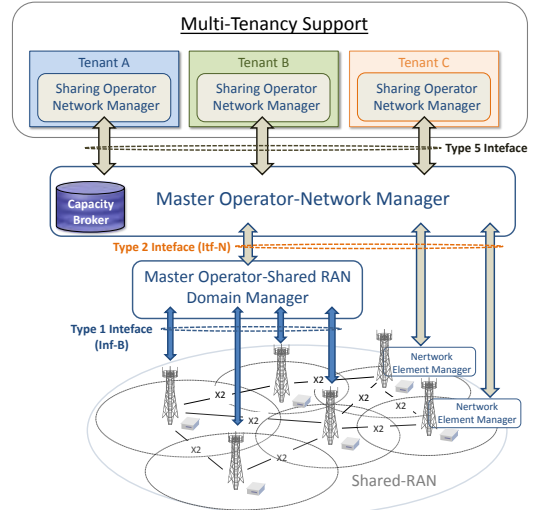 Multi-Tenancy Support
Tenant A
Tenant B
Tenant C
Sharing Operator
Network Manager
Sharing Operator
Network Manager
Sharing Operator
Network Manager
Type 5 Inteface
Capacity
Broker
Master Operator-Network Manager
Type 2 Inteface (Itf-N)
Master Operator-Shared RAN
Domain Manager
Type 1 Inteface
(Inf-B)
Nertwork
Element Manager
Nertwork
Element Manager
X2
X2
X2
X2
X2
X2
X2
X2
X2
Shared-RAN